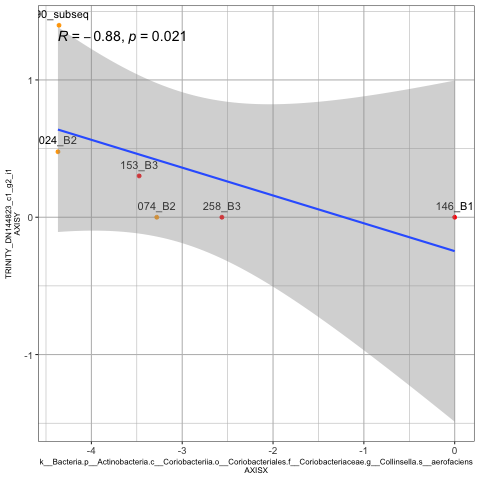 90_subseq
R = −0.88, p = 0.021
1
024_B2
153_B3
074_B2
258_B3
146_B1
0
-1
TRINITY_DN144823_c1_g2_i1
AXISY
-4
-3
-2
-1
0
k__Bacteria.p__Actinobacteria.c__Coriobacteriia.o__Coriobacteriales.f__Coriobacteriaceae.g__Collinsella.s__aerofaciens
AXISX